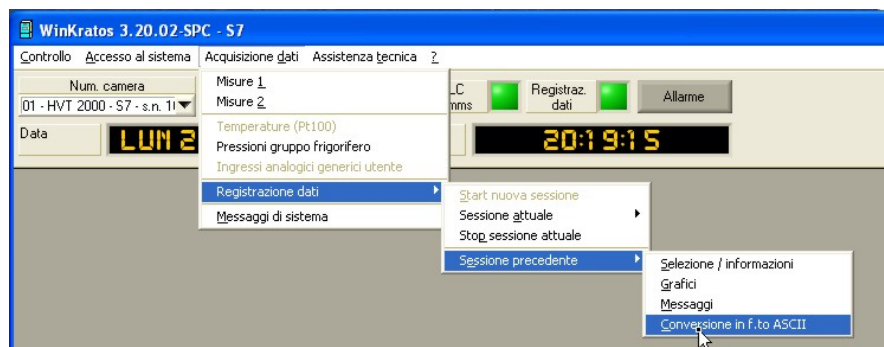 WinKratos 3.20.02-SPC - S7
Controllo Accesso al sistema Acquisizione dati Assistenza tecnica ?
Num. camera
01 - HVT 2000 - S7 - s.n.
Data
LUN 2
Misure 1
Misure 2
Temperature (Pt100)
Pressioni gruppo frigorifero
Ingressi analogici generici utente
Registrazione dati
Messaggi di sistema
LC
mms
Registraz.
dati
Allarme
20:19:15
Start nuova sessione
Sessione attuale
Stop sessione attuale
Sessione precedente
Selezione / informazioni
Grafici
Messaggi
Conversione in f.to ASCII